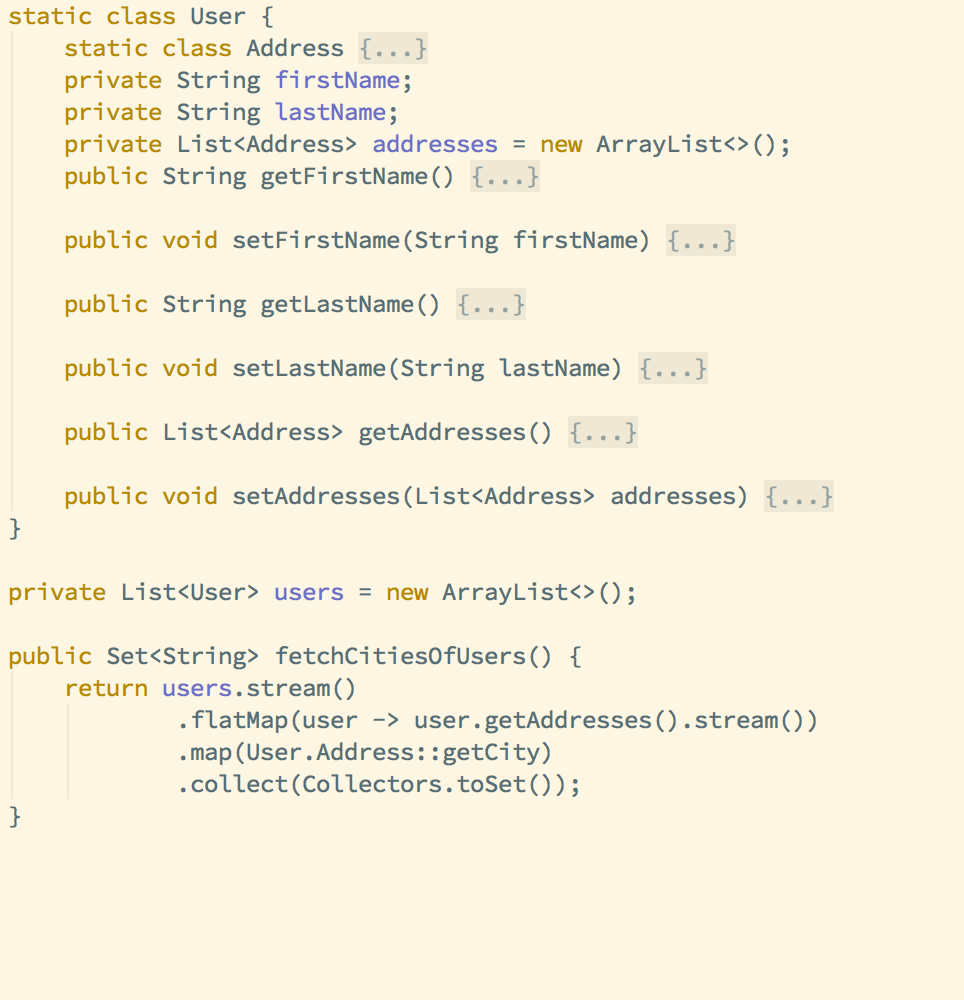 static class User {
static class Address {...}
private String firstName;
private String lastName;
private List<Address> addresses = new ArrayList<>();
public String getFirstName() {...}
public void setFirstName(String firstName) {...}
public String getLastName() {...}
public void setLastName(String lastName) {...}
public List<Address> getAddresses() {...}
public void setAddresses(List<Address> addresses) {...}
}
private List<User> users = new ArrayList<>();
public Set<String> fetchCitiesOfUsers() {
return users.stream()
.flatMap(user -> user.getAddresses().stream())
.map(User.Address::getCity)
.collect(Collectors.toSet());
}